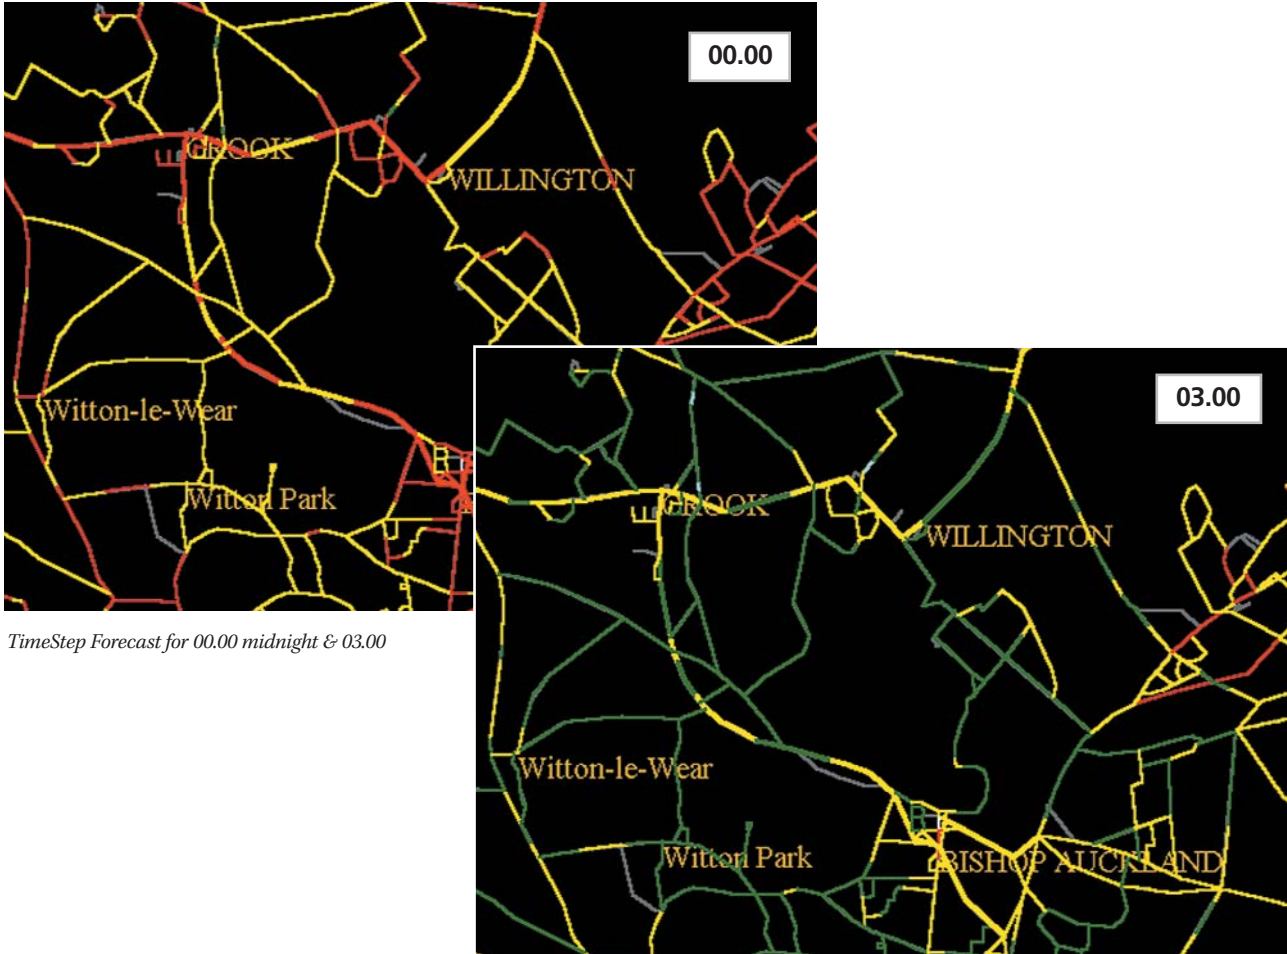 00.00
CROOK
WILLINGTON
Witton-le-Wear
Witton Park
03.00
CROOK
WILLINGTON
Witton-le-Wear
Witton Park
BISHOP AUCKLAND
TimeStep Forecast for 00.00 midnight & 03.00